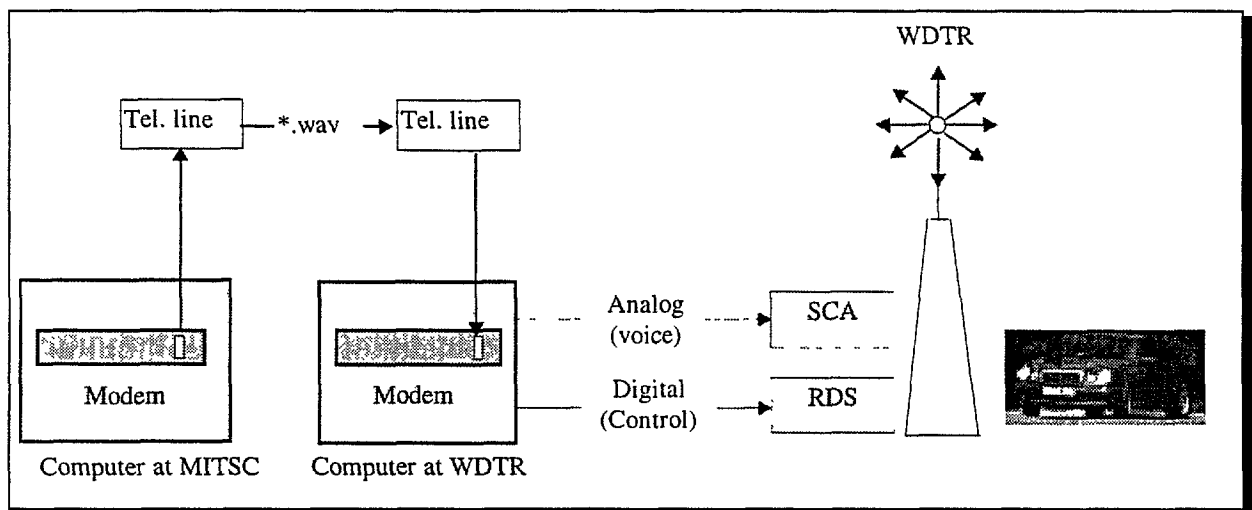 WDTR
Tel. line
*.wav
Tel. line
Analog
(voice)
SCA
Modem
Modem
Digital
(Control)
RDS
Computer at MITSC
Computer at WDTR